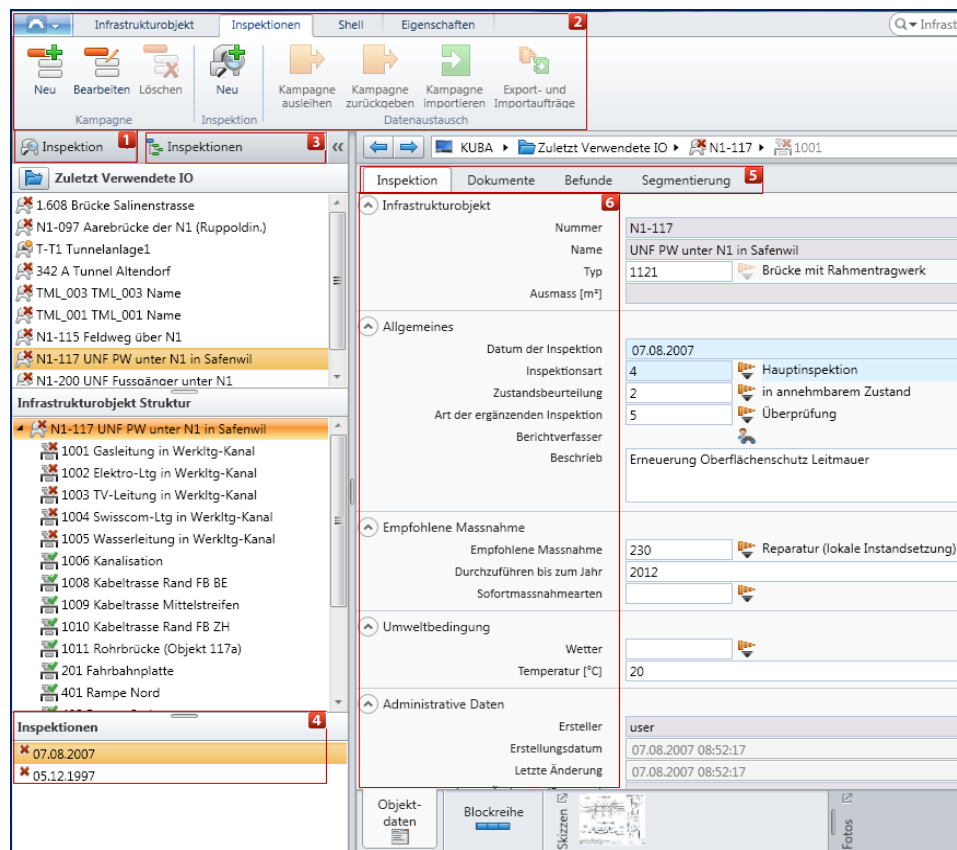 Infrastrukturobjekt Inspektionen Shell Eigenschaften 2
Infrast
Neu Bearbeiten Löschen Neu Kampagne ausleihen Kampagne zurückgeben Kampagne importieren Export- und Importaufträge
Kampagne Inspektion Datenaustausch
Inspektion 1 Inspektionen 3
KUBA Zuletzt Verwendete IO N1-117 1001
Zuletzt Verwendete IO
1.608 Brücke Salinenstrasse
N1-097 Aarebrücke der N1 (Ruppoldin.)
T-T1 Tunnelanlage1
342 A Tunnel Altendorf
TML_003 TML_003 Name
TML_001 TML_001 Name
N1-115 Feldweg über N1
N1-117 UNF PW unter N1 in Safenwil
N1-200 UNF Fussgänger unter N1
Infrastrukturobjekt Struktur
N1-117 UNF PW unter N1 in Safenwil
1001 Gasleitung in Werkltg-Kanal
1002 Elektro-Ltg in Werkltg-Kanal
1003 TV-Leitung in Werkltg-Kanal
1004 Swisscom-Ltg in Werkltg-Kanal
1005 Wasserleitung in Werkltg-Kanal
1006 Kanalisation
1008 Kabeltrasse Rand FB BE
1009 Kabeltrasse Mittelstreifen
1010 Kabeltrasse Rand FB ZH
1011 Rohrbrücke (Objekt 117a)
201 Fahrbahnplatte
401 Rampe Nord
Inspektionen 4
07.08.2007
05.12.1997
Inspektion Dokumente Befunde Segmentierung 5
Infrastrukturobjekt 6
Nummer N1-117
Name UNF PW unter N1 in Safenwil
Typ 1121 Brücke mit Rahmentragwerk
Ausmass [m²]
Allgemeines
Datum der Inspektion 07.08.2007
Inspektionsart 4 Hauptinspektion
Zustandsbeurteilung 2 in annehmbarem Zustand
Art der ergänzenden Inspektion 5 Überprüfung
Berichtverfasser
Beschrieb Erneuerung Oberflächenschutz Leitmauer
Empfohlene Massnahme
Empfohlene Massnahme 230 Reparatur (lokale Instandsetzung)
Durchzuführen bis zum Jahr 2012
Sofortmassnahmearten
Umweltbedingung
Wetter
Temperatur [°C] 20
Administrative Daten
Ersteller user
Erstellungsdatum 07.08.2007 08:52:17
Letzte Änderung 07.08.2007 08:52:17
Objekt-
daten
Blockreihe
Skizzen
Fotos